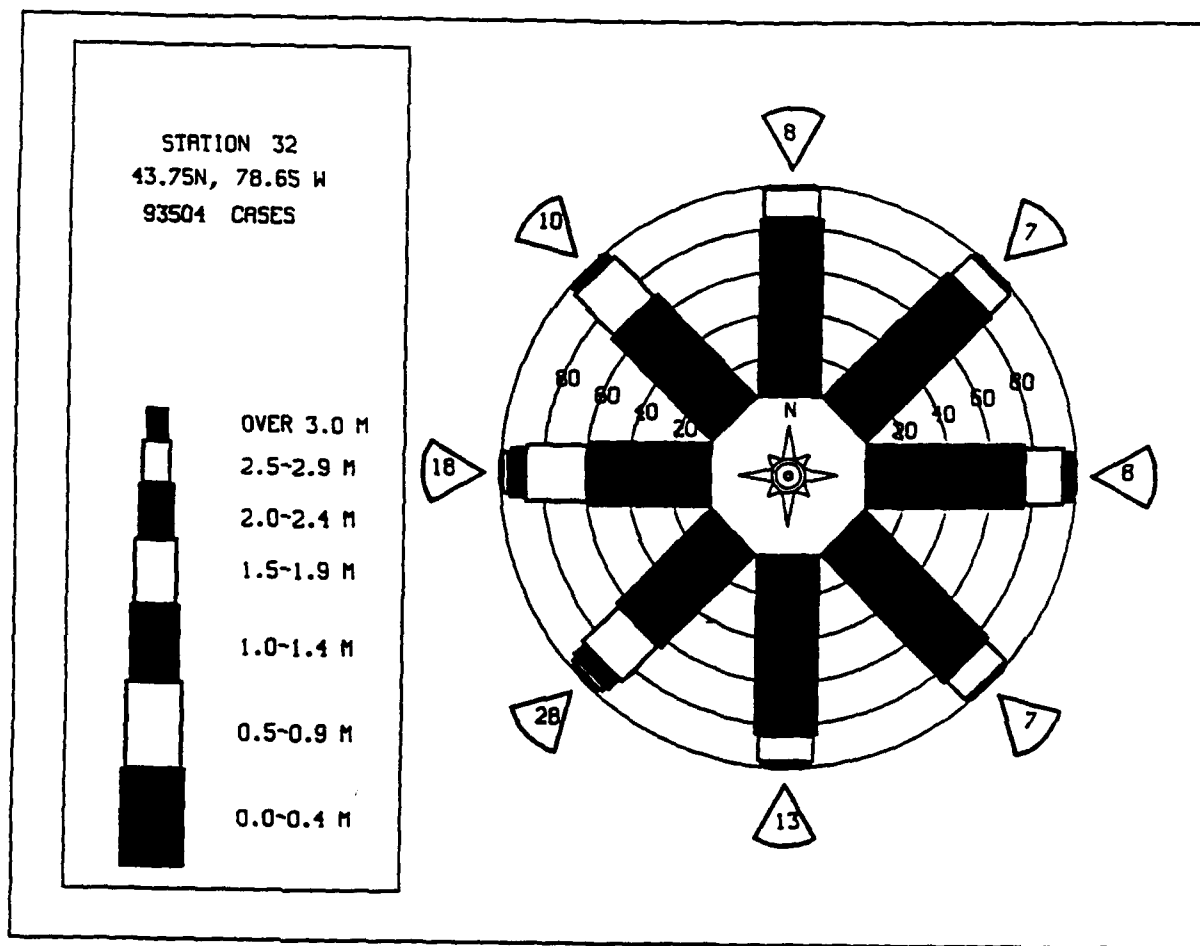 STATION 32
43.75N, 78.65 W
93504 CASES
OVER 3.0 M
2.5~2.9 M
2.0~2.4 M
1.5~1.9 M
1.0~1.4 M
0.5~0.9 M
0.0~0.4 M
8
10
7
80
60
40
20
N
20
40
60
80
18
8
28
7
13